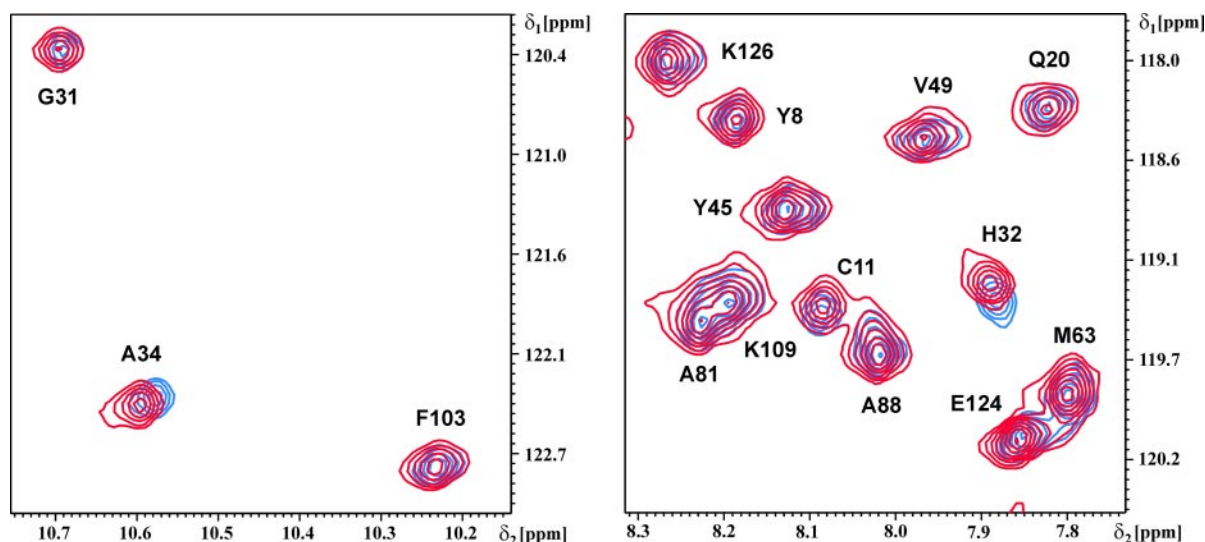 δ1[ppm]
120.4
G31
121.0
121.6
A34
122.1
F103
122.7
10.7 10.6 10.5 10.4 10.3 10.2 δ2[ppm]
δ1[ppm]
K126
118.0
Q20
V49
Y8
118.6
Y45
H32
C11
119.1
K109
M63
A81
119.7
A88
E124
120.2
8.3 8.2 8.1 8.0 7.9 7.8 δ2[ppm]